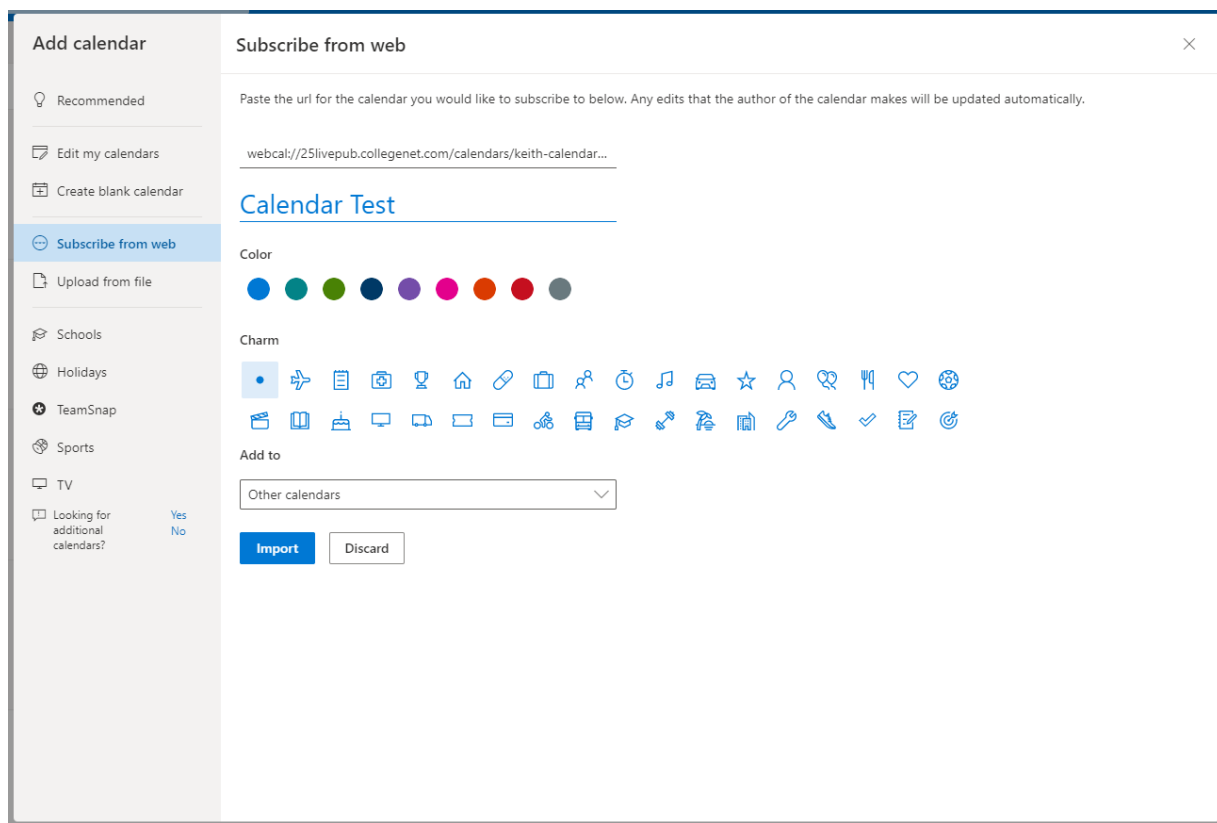 Add calendar
Recommended
Edit my calendars
Create blank calendar
Subscribe from web
Upload from file
Schools
Holidays
TeamSnap
Sports
TV
Looking for
additional
calendars?
Yes
No
Subscribe from web
Paste the url for the calendar you would like to subscribe to below. Any edits that the author of the calendar makes will be updated automatically.
webcal://25livepub.collegenet.com/calendars/keith-calendar...
Calendar Test
Color
Charm
Add to
Other calendars
Import
Discard